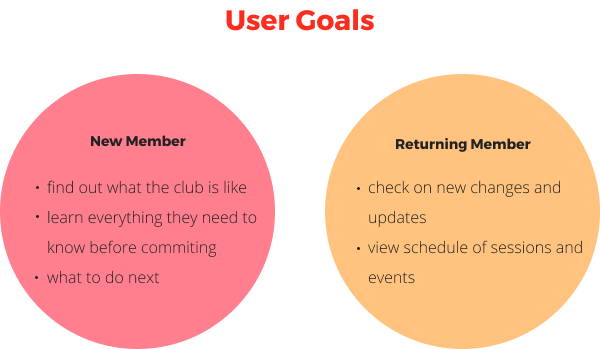 User Goals
New Member
• find out what the club is like
• learn everything they need to
know before commiting
• what to do next
Returning Member
• check on new changes and
updates
• view schedule of sessions and
events